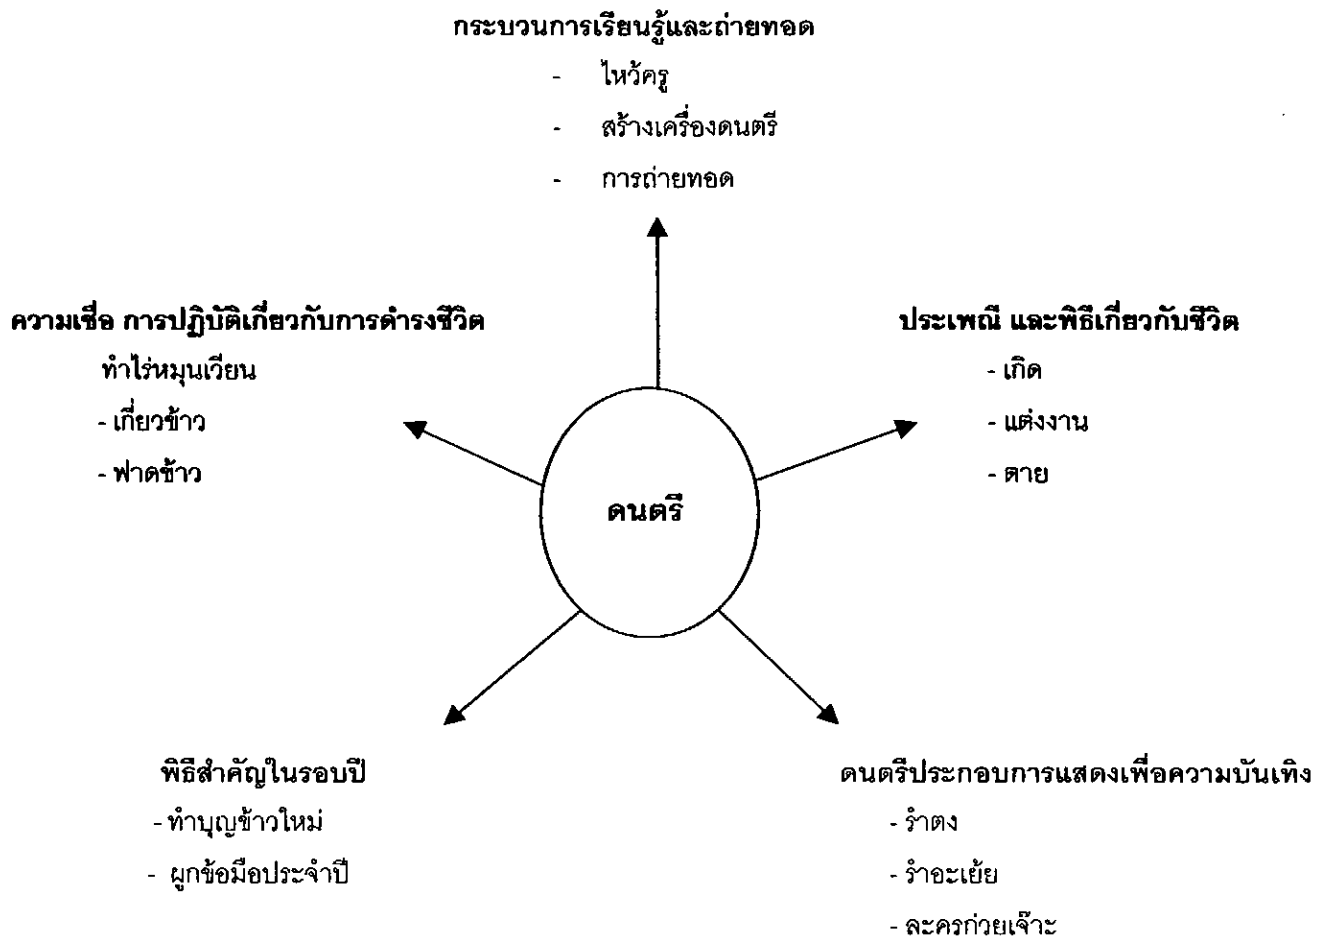 กระบวนการเรียนรู้และถ่ายทอด
- ไหว้ครู
- สร้างเครื่องดนตรี
- การถ่ายทอด
ความเชื่อ การปฏิบัติเกี่ยวกับการดำรงชีวิต
ทำไร่หมุนเวียน
- เกี่ยวข้าว
- ฟาดข้าว
ประเพณี และพิธีเกี่ยวกับชีวิต
- เกิด
- แต่งงาน
- ตาย
ดนตรี
พิธีสำคัญในรอบปี
- ทำบุญข้าวใหม่
- ผูกข้อมือประจำปี
ดนตรีประกอบการแสดงเพื่อความบันเทิง
- รำตง
- รำอะเย้ย
- ละครก่วยเจ๊าะ